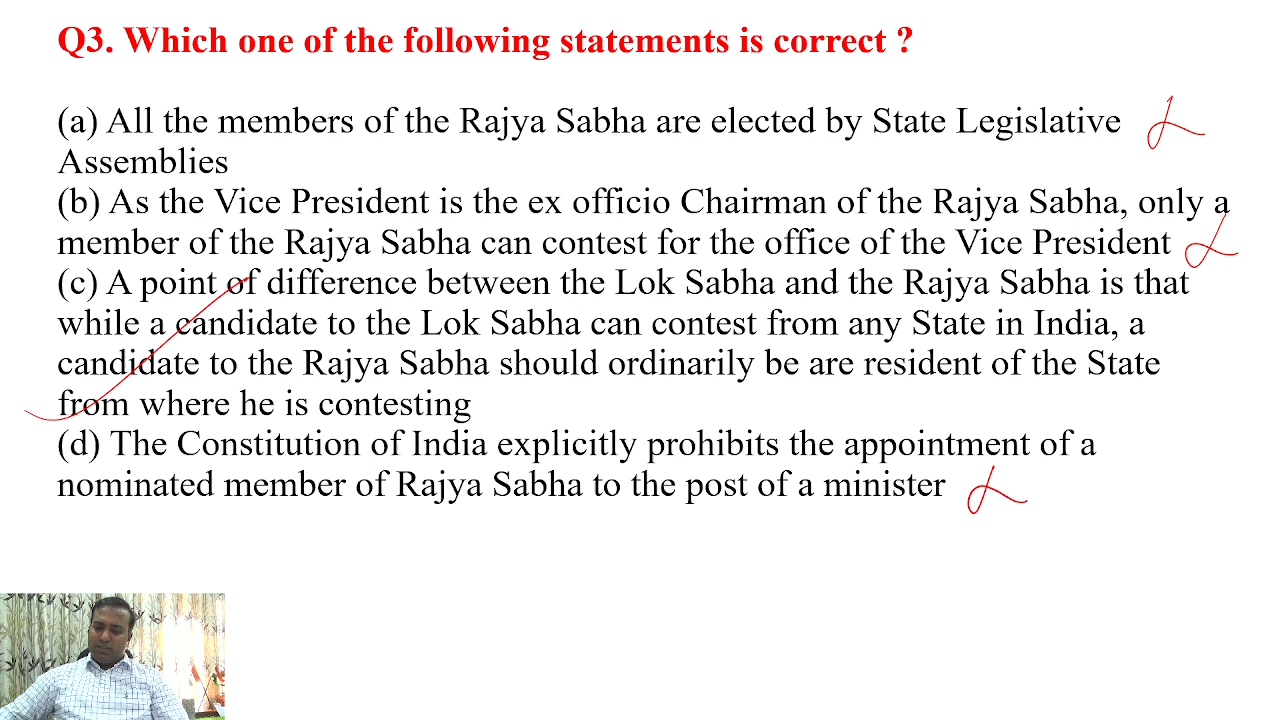 Q3. Which one of the following statements is correct ?
(a) All the members of the Rajya Sabha are elected by State Legislative
Assemblies
(b) As the Vice President is the ex officio Chairman of the Rajya Sabha, only a
member of the Rajya Sabha can contest for the office of the Vice President
(c) A point of difference between the Lok Sabha and the Rajya Sabha is that
while a candidate to the Lok Sabha can contest from any State in India, a
candidate to the Rajya Sabha should ordinarily be are resident of the State
from where he is contesting
(d) The Constitution of India explicitly prohibits the appointment of a
nominated member of Rajya Sabha to the post of a minister